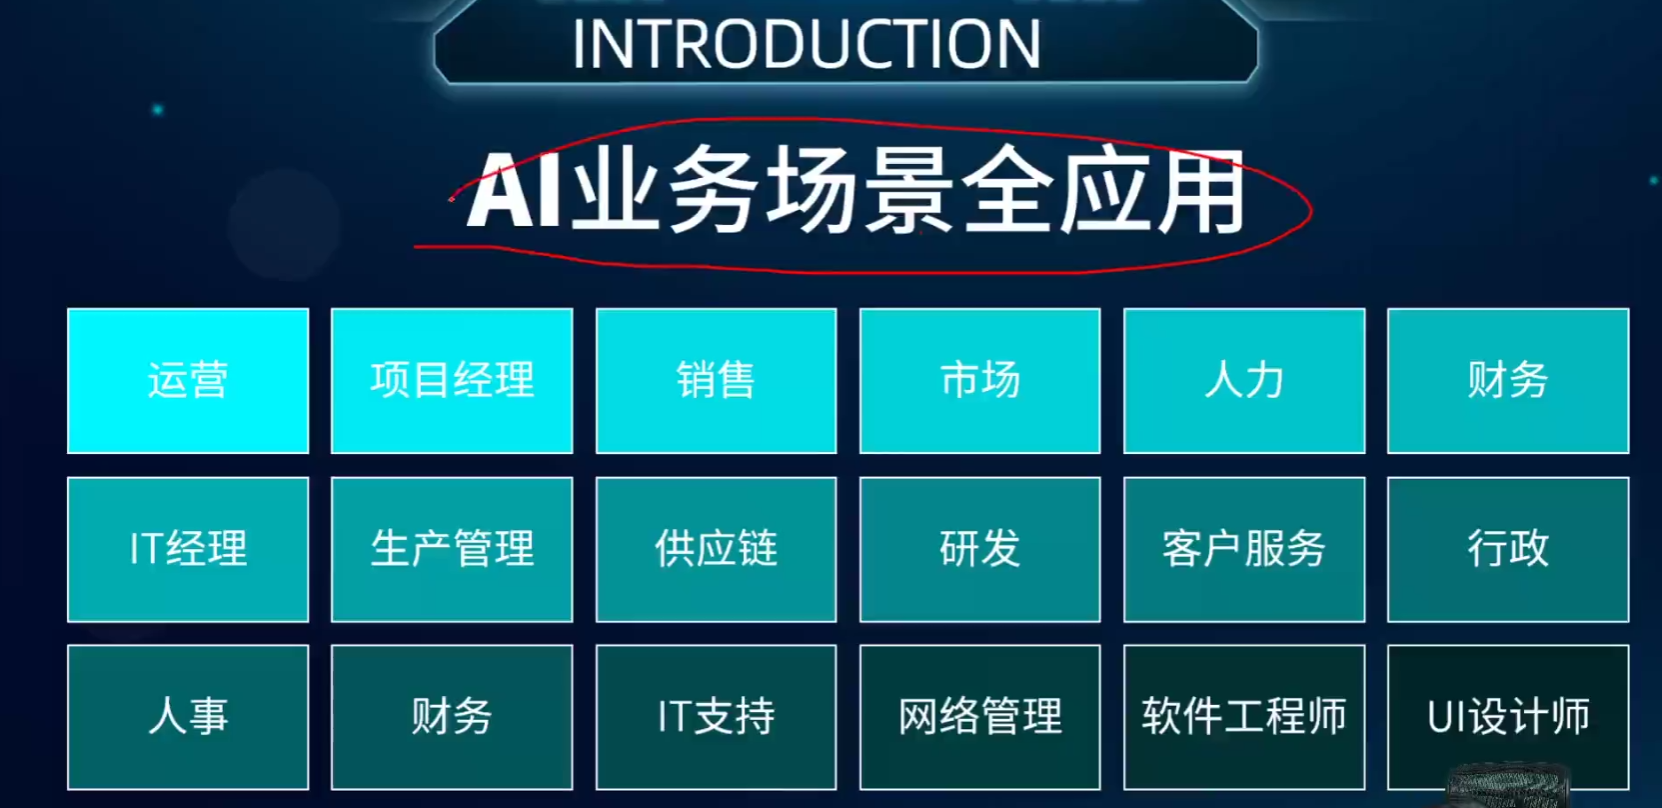 INTRODUCTION
AI业务场景全应用
运营 项目经理 销售 市场 人力 财务
IT经理 生产管理 供应链 研发 客户服务 行政
人事 财务 IT支持 网络管理 软件工程师 UI设计师